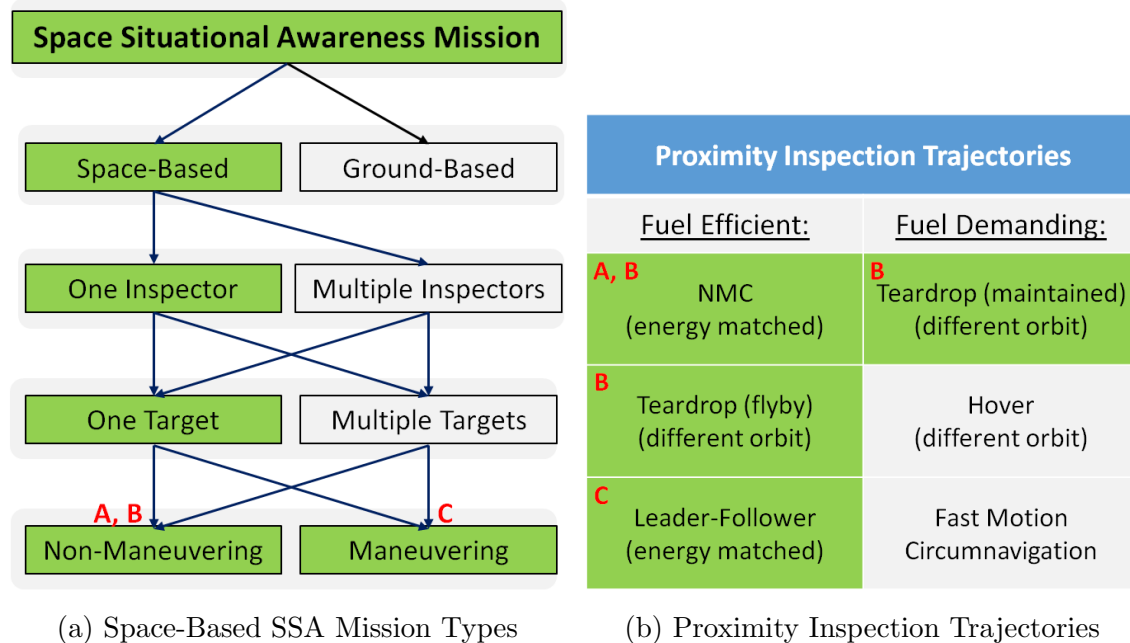 Space Situational Awareness Mission
Space-Based
Ground-Based
One Inspector
Multiple Inspectors
One Target
Multiple Targets
A, B
C
Non-Maneuvering
Maneuvering
(a) Space-Based SSA Mission Types
Proximity Inspection Trajectories
Fuel Efficient:
Fuel Demanding:
A, B
NMC
(energy matched)
B
Teardrop (maintained)
(different orbit)
B
Teardrop (flyby)
(different orbit)
Hover
(different orbit)
C
Leader-Follower
(energy matched)
Fast Motion
Circumnavigation
(b) Proximity Inspection Trajectories